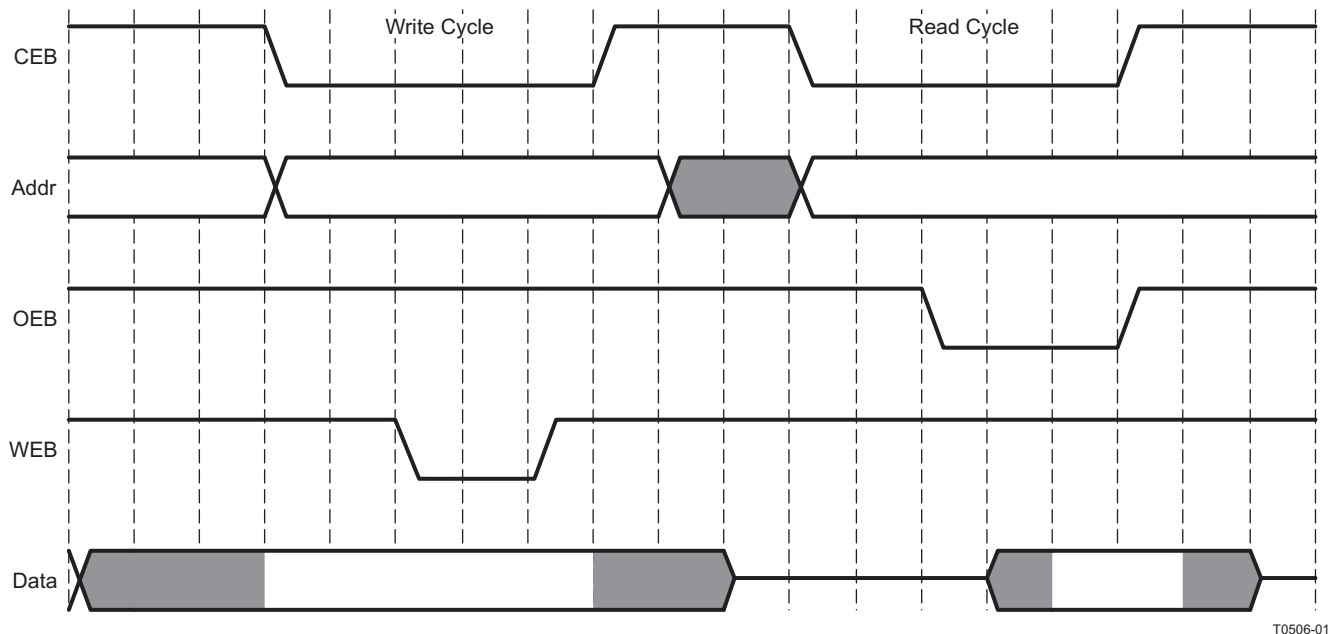 Write Cycle
Read Cycle
CEB
Addr
OEB
WEB
Data
T0506-01